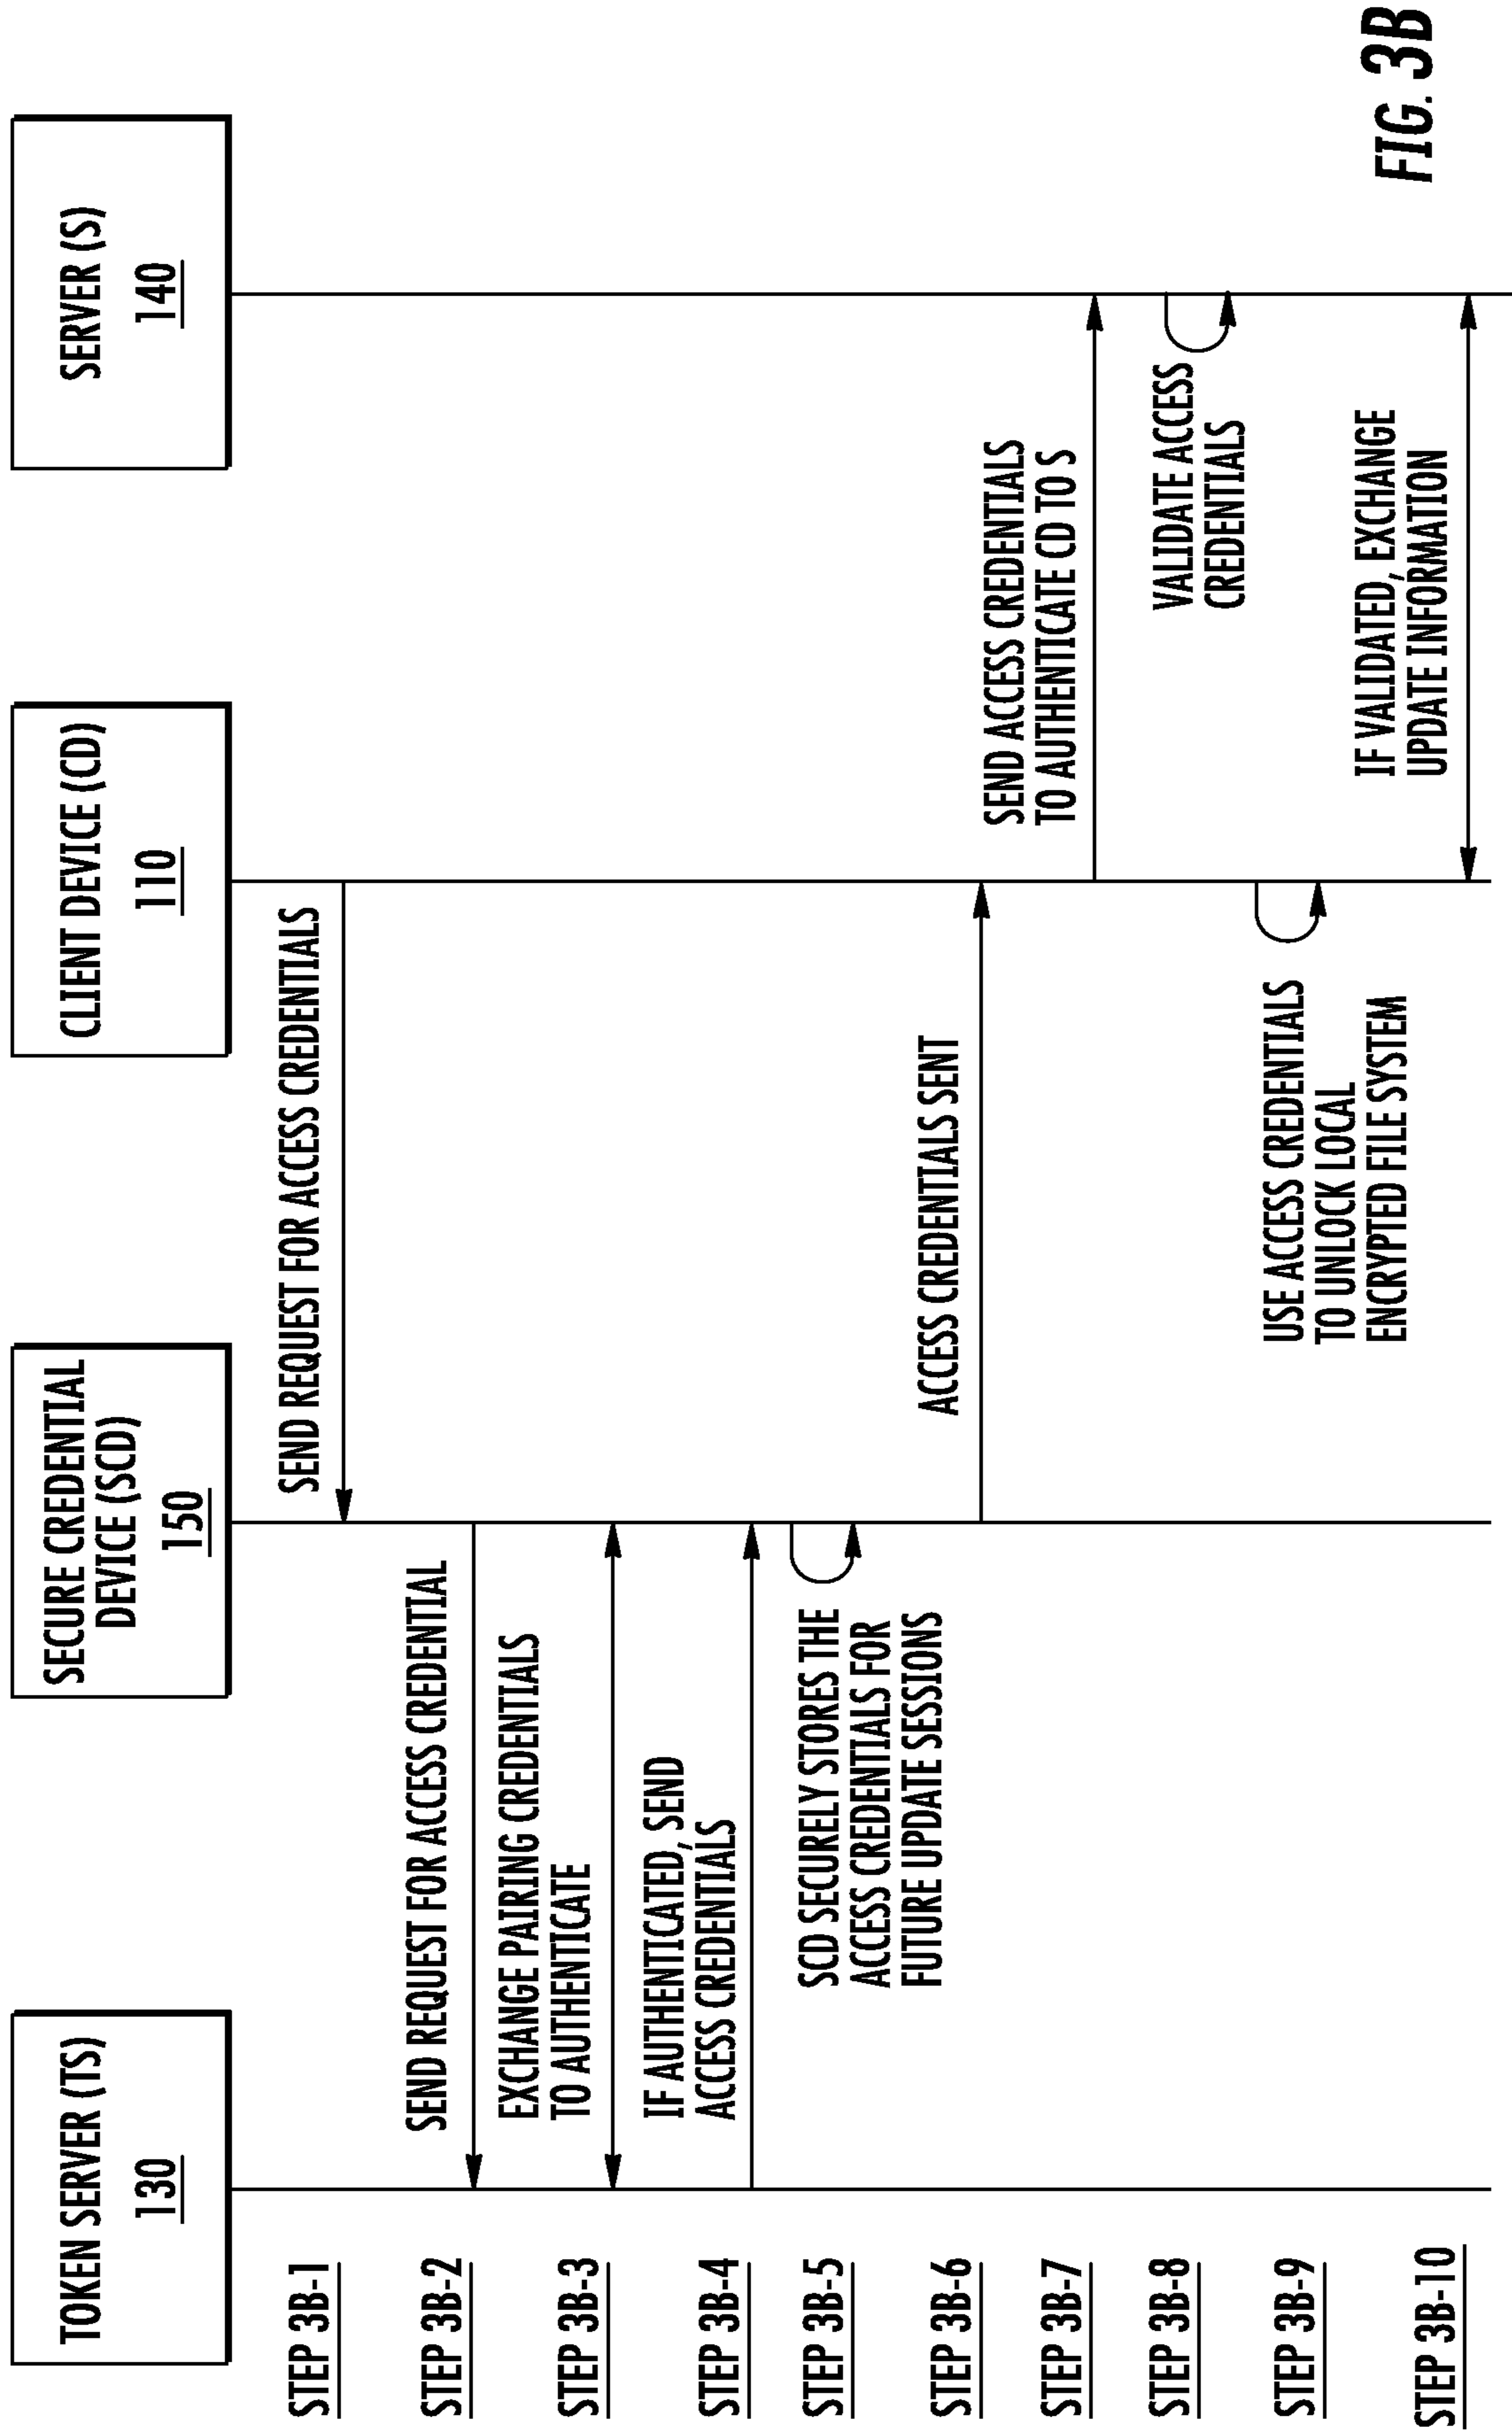 TOKEN SERVER (TS)
130
SECURE CREDENTIAL
DEVICE (SCD)
150
CLIENT DEVICE (CD)
110
SERVER (S)
140
STEP 3B-1
SEND REQUEST FOR ACCESS CREDENTIALS
STEP 3B-2
SEND REQUEST FOR ACCESS CREDENTIAL
STEP 3B-3
EXCHANGE PAIRING CREDENTIALS
TO AUTHENTICATE
STEP 3B-4
IF AUTHENTICATED, SEND
ACCESS CREDENTIALS
STEP 3B-5
SCD SECURELY STORES THE
ACCESS CREDENTIALS FOR
FUTURE UPDATE SESSIONS
STEP 3B-6
ACCESS CREDENTIALS SENT
STEP 3B-7
SEND ACCESS CREDENTIALS
TO AUTHENTICATE CD TO S
STEP 3B-8
VALIDATE ACCESS
CREDENTIALS
STEP 3B-9
USE ACCESS CREDENTIALS
TO UNLOCK LOCAL
ENCRYPTED FILE SYSTEM
STEP 3B-10
IF VALIDATED, EXCHANGE
UPDATE INFORMATION
FIG. 3B